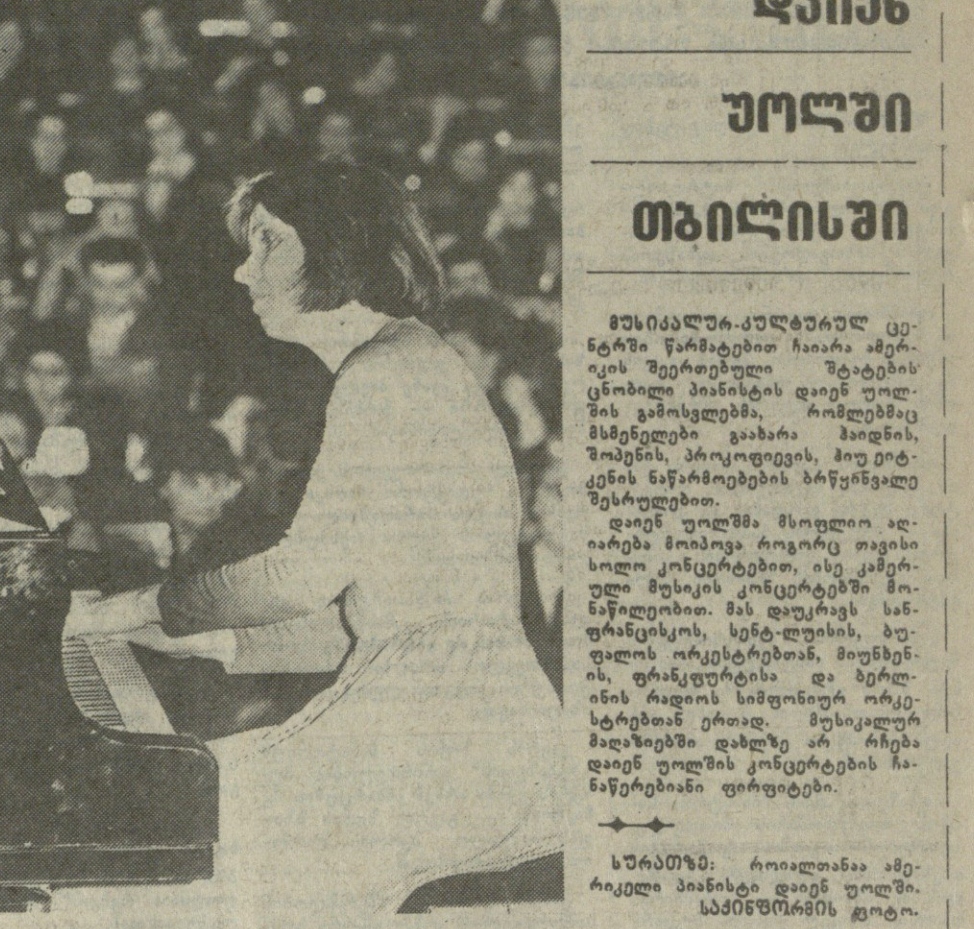 დაიენ
უოლში
თბილისში
მუსიკალურ-კულტურულ ცე-
ნტრში წარმატებით ჩაიარა ამერ-
იკის შეერთებული შტატების
ცნობილი პიანისტის დაიენ უოლ-
შის გამოსვლებმა, რომლებმაც
მსმენელები გაახარა ჰაიდნის,
შოპენის, პროკოფიევის, ჰიუ ეიტ-
კენის ნაწარმოებების ბრწყინვალე
შესრულებით.
დაიენ უოლშმა მსოფლიო აღ-
იარება მოიპოვა როგორც თავისი
სოლო კონცერტებით, ისე კამერ-
ული მუსიკის კონცერტებში მო-
ნაწილეობით. მას დაუკრავს სან-
ფრანცისკოს, სენტ-ლუისის, ბუ-
ფალოს ორკესტრებთან, მიუნხენ-
ის, ფრანკფურტისა და ბერლ-
ინის რადიოს სიმფონიურ ორკე-
სტრებთან ერთად. მუსიკალურ
მაღაზიებში დახლზე არ რჩება
დაიენ უოლშის კონცერტების ჩა-
ნაწერებიანი ფირფიტები.
სურათზე: როიალთანაა ამე-
რიკელი პიანისტი დაიენ უოლში.
საქინფორმის ფოტო.